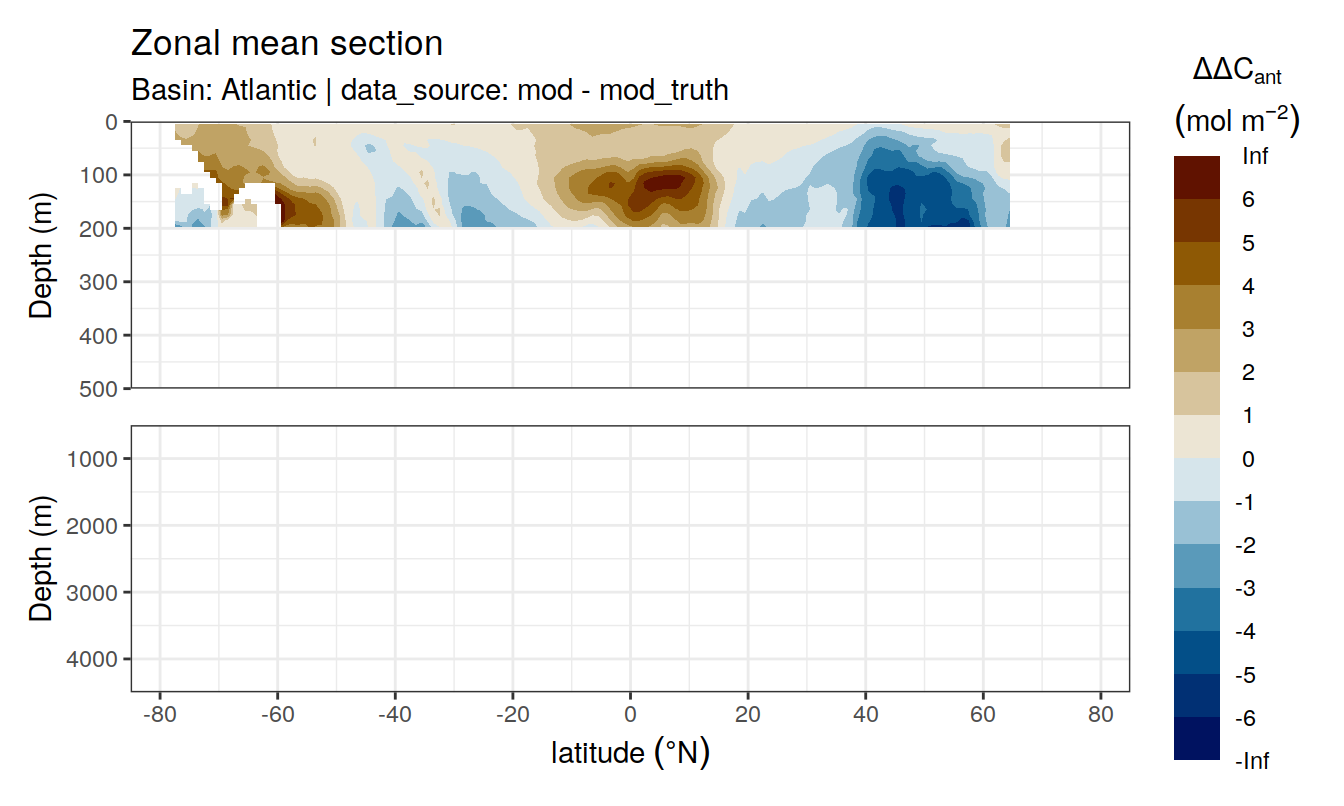 Zonal mean section
Basin: Atlantic | data_source: mod - mod_truth
ΔΔC_ant
(mol m⁻²)
Inf
6
5
4
3
2
1
0
-1
-2
-3
-4
-5
-6
-Inf
Depth (m)
0
100
200
300
400
500
Depth (m)
1000
2000
3000
4000
-80 -60 -40 -20 0 20 40 60 80
latitude (°N)